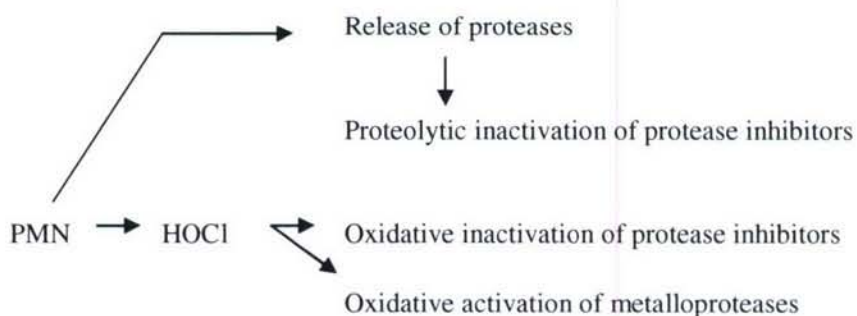 Release of proteases
Proteolytic inactivation of protease inhibitors
PMN HOCl Oxidative inactivation of protease inhibitors
Oxidative activation of metalloproteases